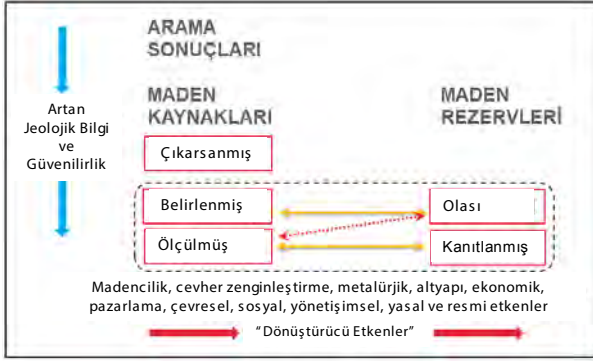 ARAMA
SONUÇLARI
MADEN
KAYNAKLARI
MADEN
REZERVLERİ
Artan
Jeolojik Bilgi
ve
Güvenilirlik
Çıkarsanmış
Belirlenmiş
Olası
Ölçülmüş
Kanıtlanmış
Madencilik, cevher zenginleştirme, metalürjik, altyapı, ekonomik,
pazarlama, çevresel, sosyal, yönetişimsel, yasal ve resmi etkenler
“Dönüştürücü Etkenler”